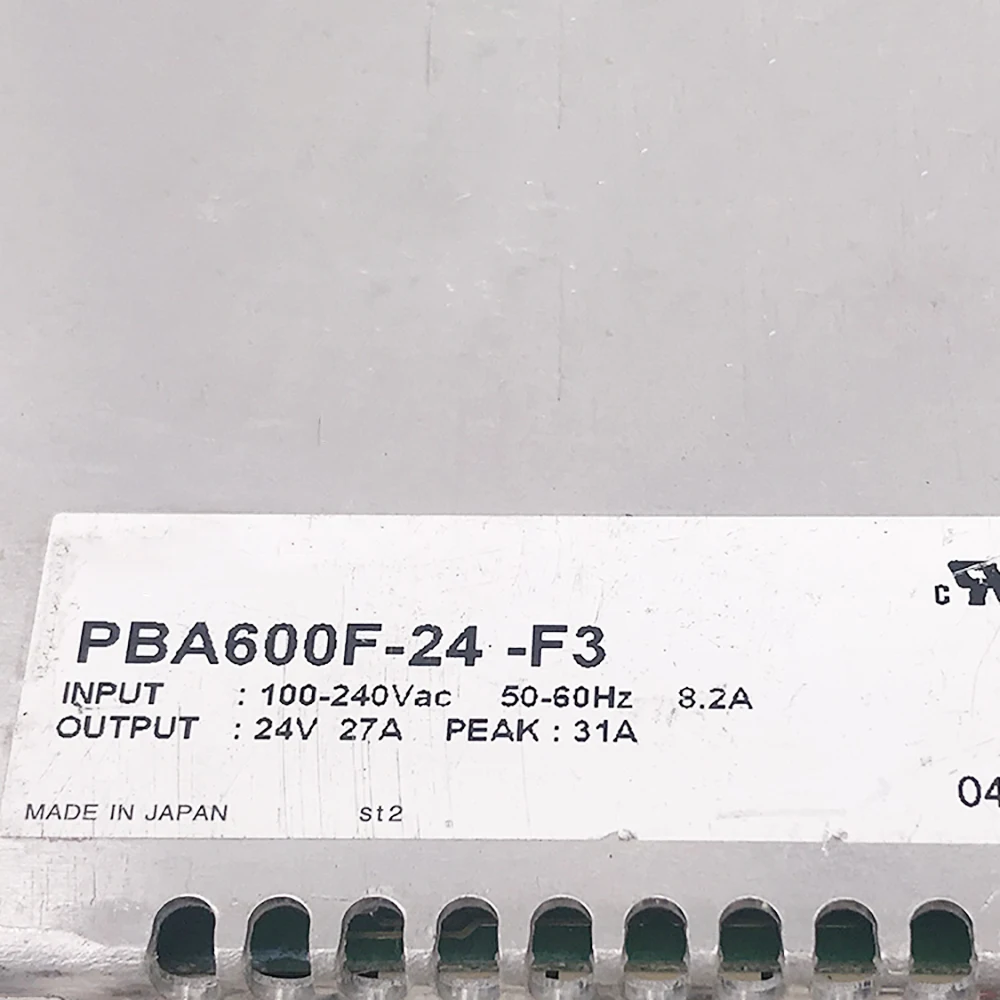 PBA600F-24 -F3
INPUT : 100-240Vac 50-60Hz 8.2A
OUTPUT : 24V 27A PEAK : 31A
MADE IN JAPAN st2
c
04